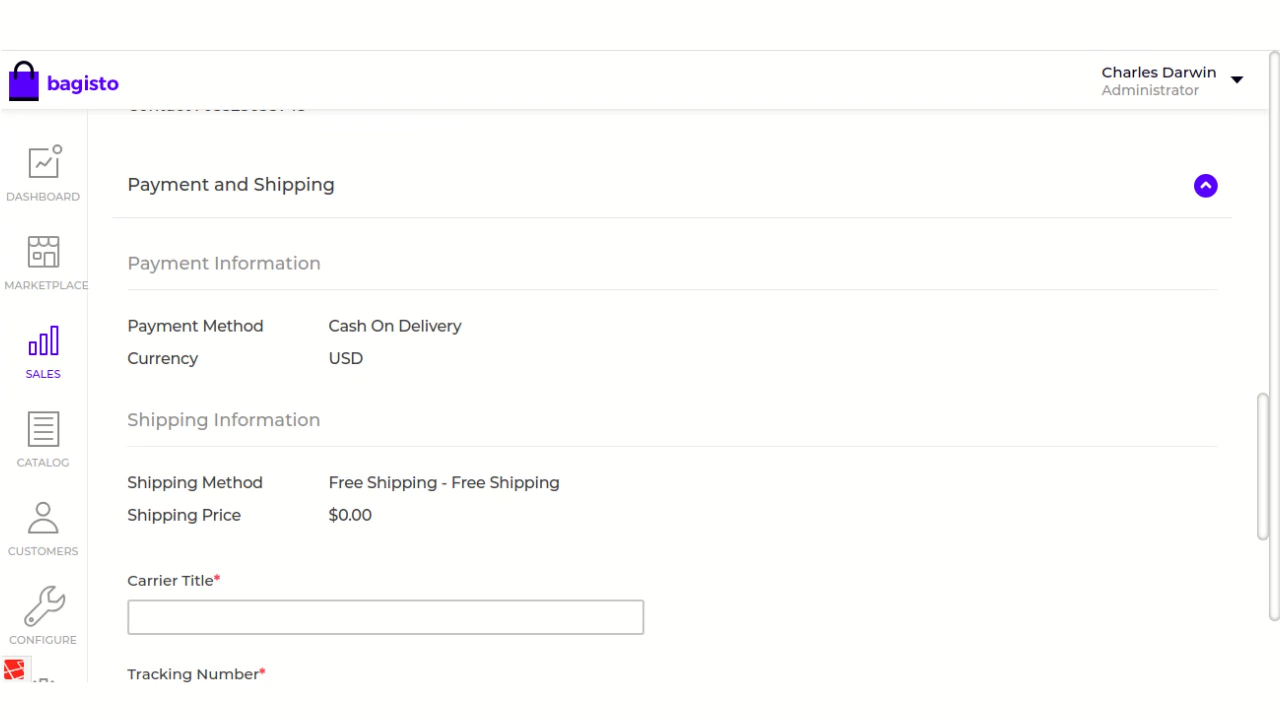 bagisto
Charles Darwin
Administrator
DASHBOARD
MARKETPLACE
SALES
CATALOG
CUSTOMERS
CONFIGURE
Payment and Shipping
Payment Information
Payment Method Cash On Delivery
Currency USD
Shipping Information
Shipping Method Free Shipping - Free Shipping
Shipping Price $0.00
Carrier Title*
Tracking Number*